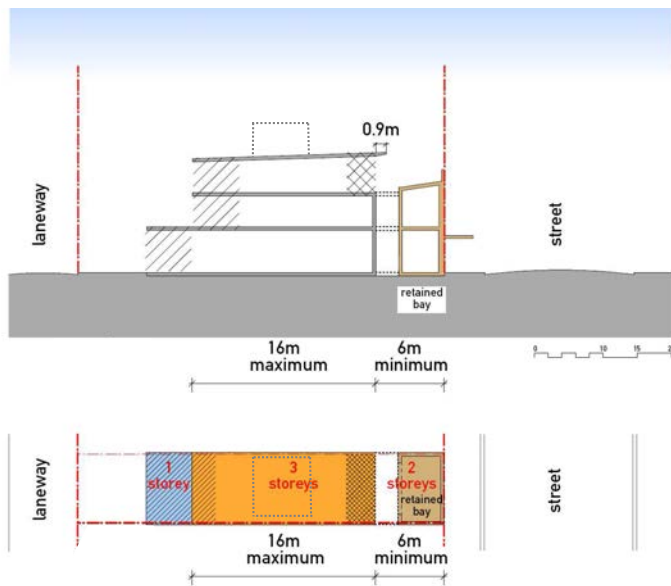 0.9m
laneway
street
retained
bay
16m
maximum
6m
minimum
0
10
15
laneway
1
storey
3
storeys
2
storeys
retained
bay
street
16m
maximum
6m
minimum